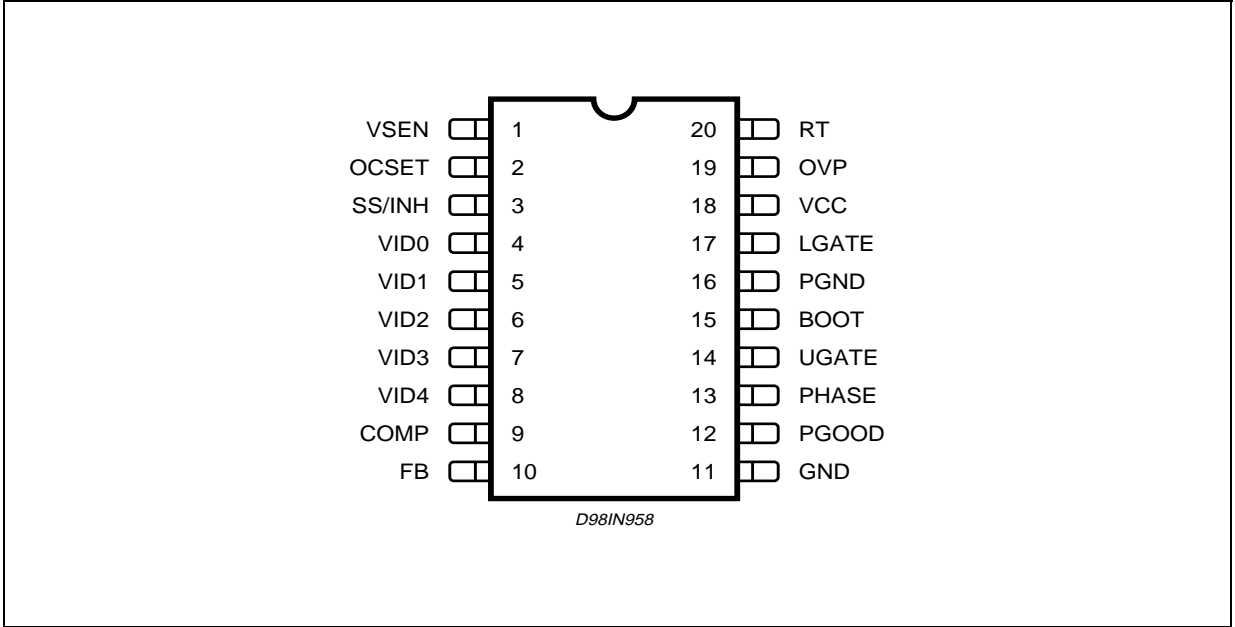 VSEN 1 20 RT
OCSET 2 19 OVP
SS/INH 3 18 VCC
VID0 4 17 LGATE
VID1 5 16 PGND
VID2 6 15 BOOT
VID3 7 14 UGATE
VID4 8 13 PHASE
COMP 9 12 PGOOD
FB 10 11 GND
D98IN958